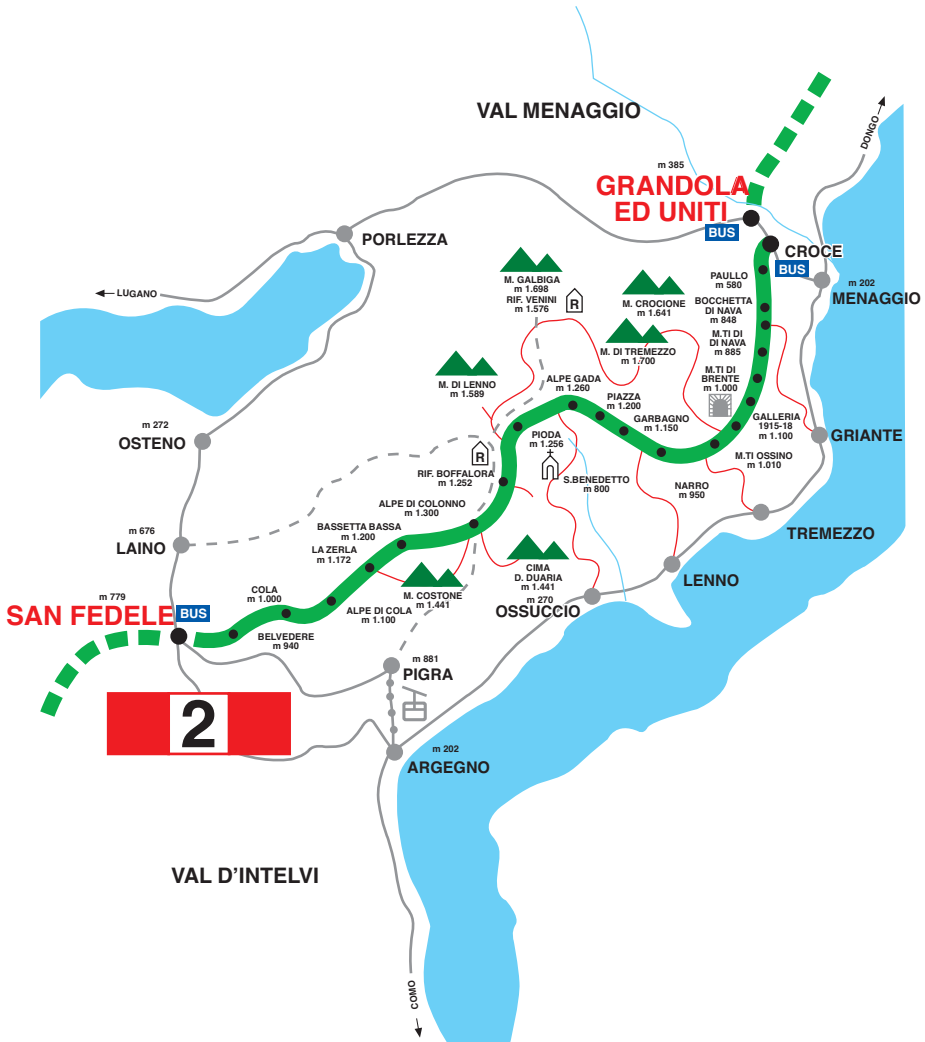 VAL MENAGGIO
DONGO
m 385
GRANDOLA
ED UNITI
BUS
CROCE
BUS
PORLEZZA
LUGANO
M. GALBIGA
m 1.698
RIF. VENINI
m 1.576
R
M. CROCIONE
m 1.641
PAULLO
m 580
m 202
MENAGGIO
BOCCHETTA
DI NAVA
m 848
M.TI DI
DI NAVA
m 885
M. DI TREMEZZO
m 1.700
M. DI LENNO
m 1.589
ALPE GADA
m 1.260
M.TI DI
BRENTE
m 1.000
PIAZZA
m 1.200
GARBAGNO
m 1.150
GALLERIA
1915-18
m 1.100
GRIANTE
m 272
OSTENO
PIODA
m 1.256
M.TI OSSINO
m 1.010
R
RIF. BOFFALORA
m 1.252
S.BENEDETTO
m 800
NARRO
m 950
ALPE DI COLONNO
m 1.300
TREMEZZO
m 676
LAINO
BASSETTA BASSA
m 1.200
LA ZERLA
m 1.172
CIMA
D. DUARIA
m 1.441
LENNO
m 779
SAN FEDELE
BUS
COLA
m 1.000
M. COSTONE
m 1.441
m 270
OSSUCCIO
ALPE DI COLA
m 1.100
BELVEDERE
m 940
m 881
PIGRA
2
m 202
ARGEGNO
VAL D'INTELVI
COMO